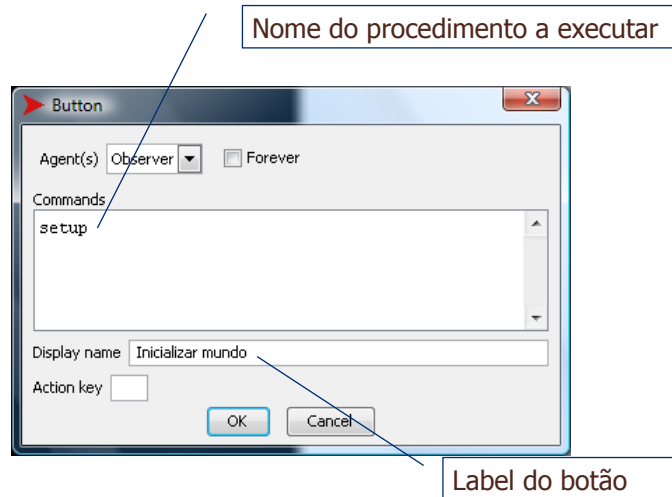 Nome do procedimento a executar
Button
Agent(s) Observer Forever
Commands
setup
Display name Inicializar mundo
Action key
OK Cancel
Label do botão